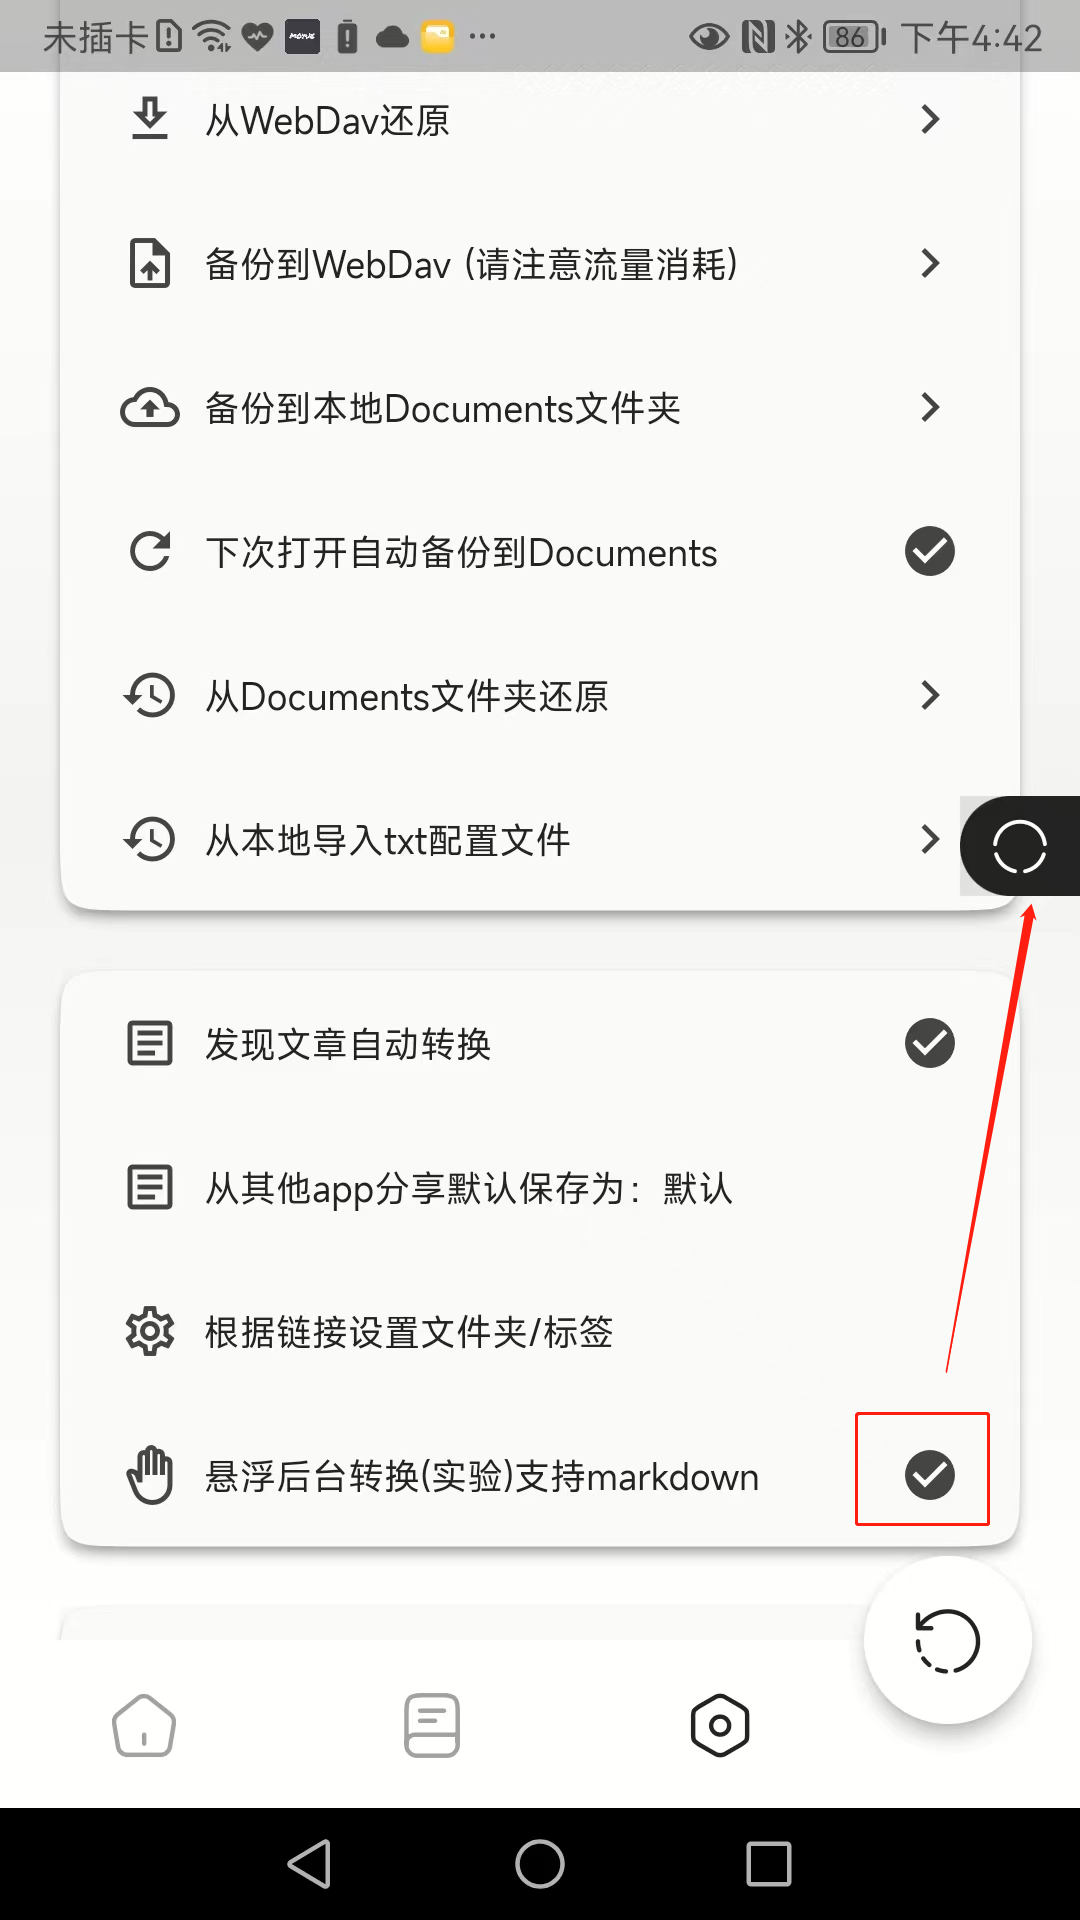 未插卡 86 下午4:42
从WebDav还原
备份到WebDav (请注意流量消耗)
备份到本地Documents文件夹
下次打开自动备份到Documents
从Documents文件夹还原
从本地导入txt配置文件
发现文章自动转换
从其他app分享默认保存为：默认
根据链接设置文件夹/标签
悬浮后台转换(实验)支持markdown